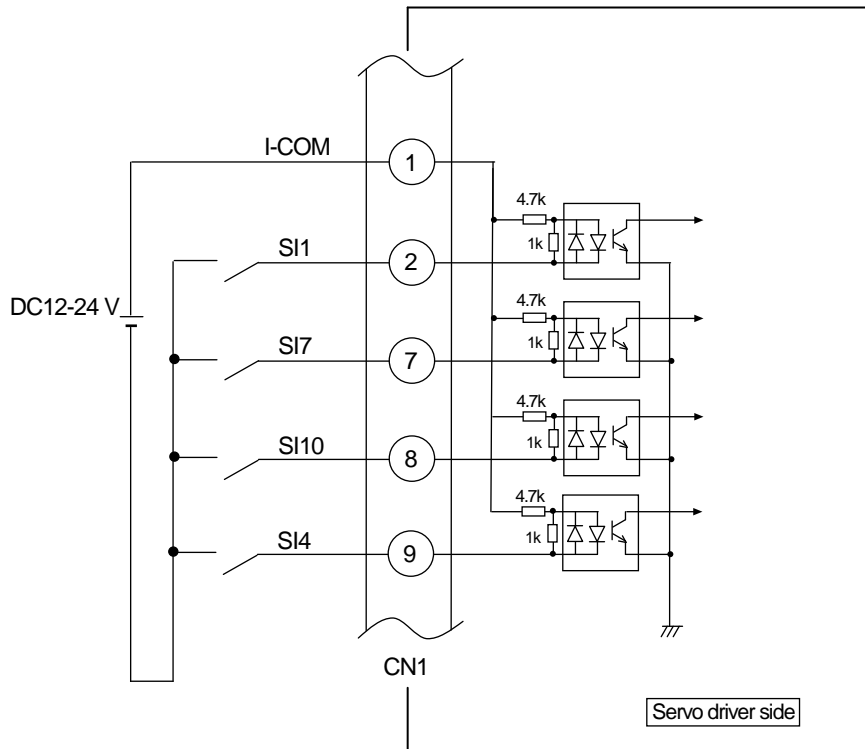 I-COM
1
4.7k
1k
SI1
2
DC12-24 V
4.7k
1k
SI7
7
4.7k
1k
SI10
8
4.7k
1k
SI4
9
CN1
Servo driver side